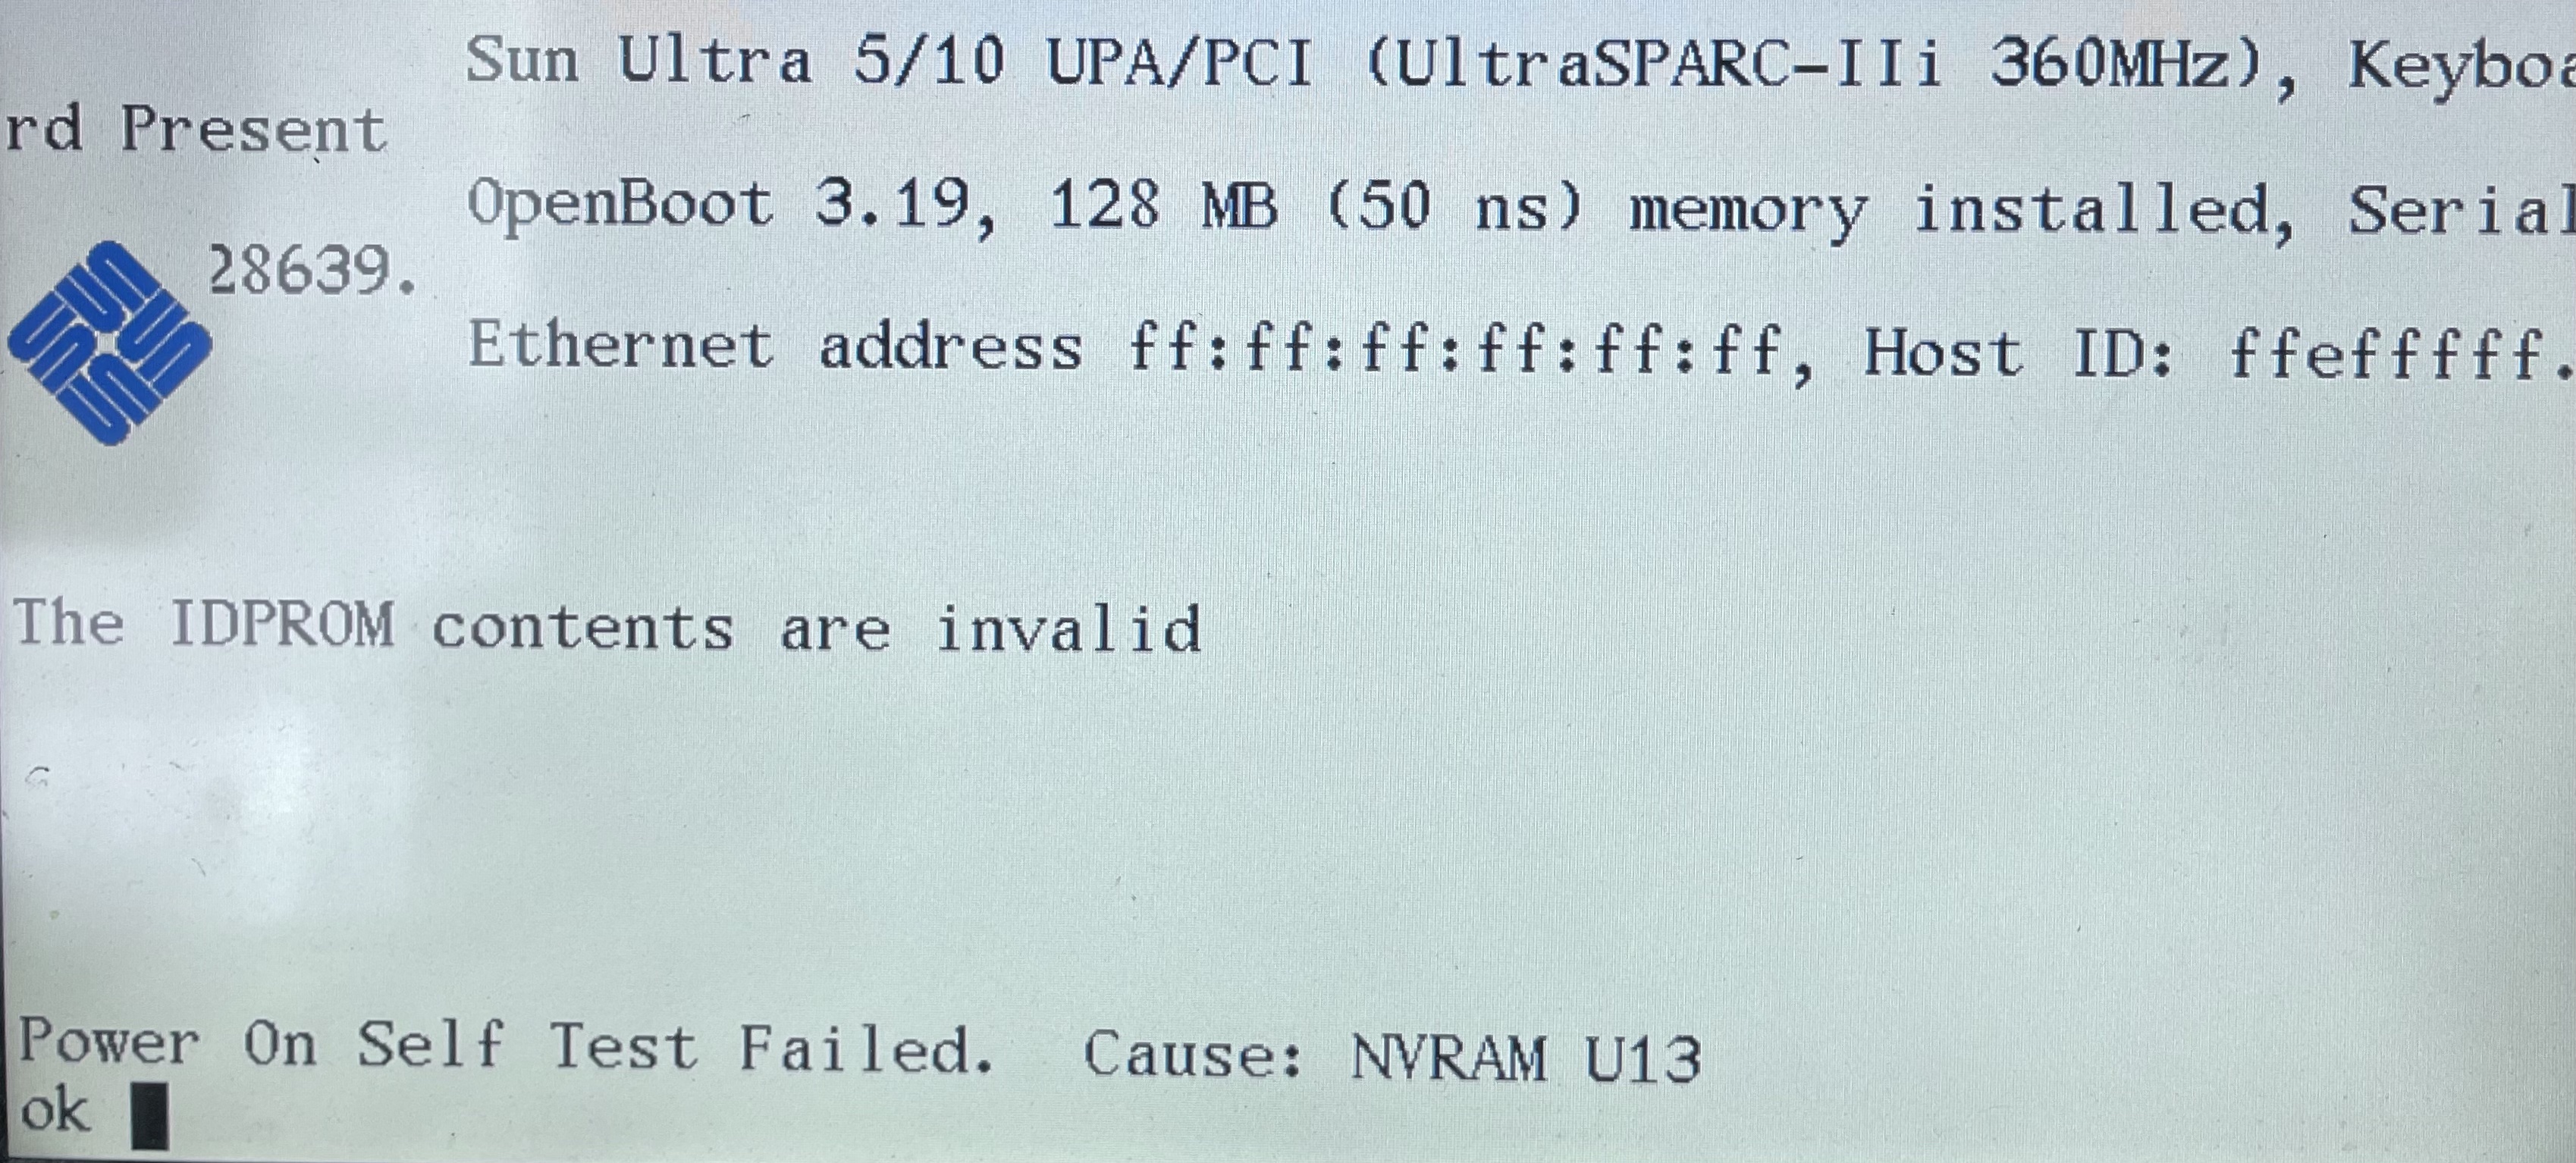 Sun Ultra 5/10 UPA/PCI (UltraSPARC-IIi 360MHz), Keyboa
rd Present
OpenBoot 3.19, 128 MB (50 ns) memory installed, Serial
28639.
Ethernet address ff:ff:ff:ff:ff:ff, Host ID: ffefffff.
The IDPROM contents are invalid
Power On Self Test Failed.  Cause: NVRAM U13
ok